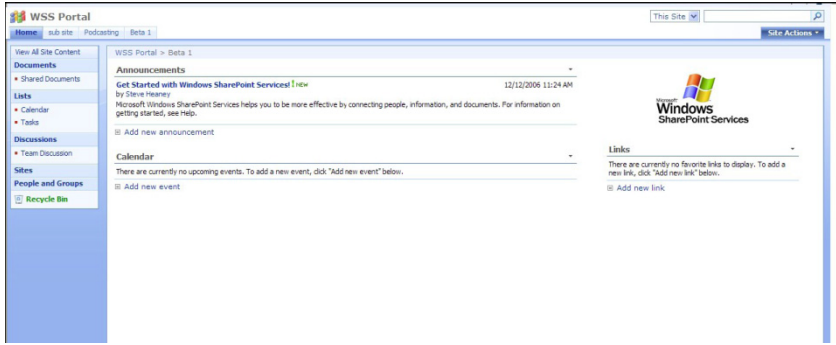 WSS Portal
This Site
Home sub site Podcasting Beta 1
Site Actions
View All Site Content
Documents
Shared Documents
Lists
Calendar
Tasks
Discussions
Team Discussion
Sites
People and Groups
Recycle Bin
WSS Portal > Beta 1
Announcements
Get Started with Windows SharePoint Services! NEW 12/12/2006 11:24 AM
by Steve Heaney
Microsoft Windows SharePoint Services helps you to be more effective by connecting people, information, and documents. For information on
getting started, see Help.
Add new announcement
Calendar
There are currently no upcoming events. To add a new event, click "Add new event" below.
Add new event
Microsoft
Windows
SharePoint Services
Links
There are currently no favorite links to display. To add a
new link, click "Add new link" below.
Add new link